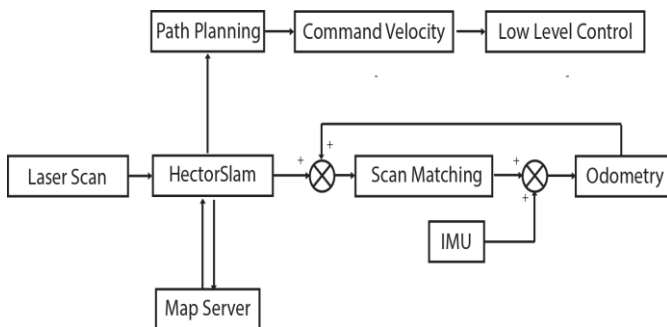 Path Planning
Command Velocity
Low Level Control
-
-
+
Laser Scan
HectorSlam
+
Scan Matching
+
Odometry
+
IMU
Map Server